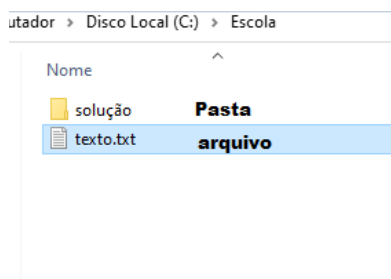 utador > Disco Local (C:) > Escola
Nome
solução Pasta
texto.txt arquivo